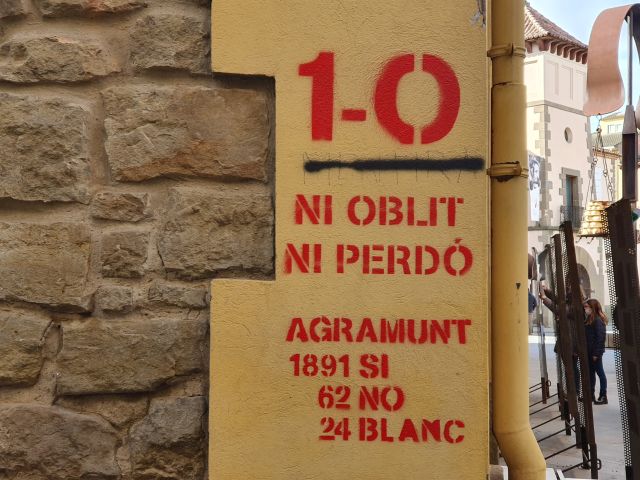 1-O
NI OBLIT
NI PERDÓ
AGRAMUNT
1891 SI
62 NO
24 BLANC